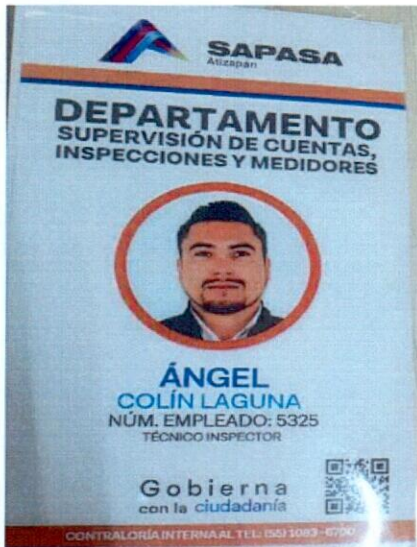 SAPASA
Atizapán
DEPARTAMENTO
SUPERVISIÓN DE CUENTAS,
INSPECCIONES Y MEDIDORES
ÁNGEL
COLÍN LAGUNA
NÚM. EMPLEADO: 5325
TÉCNICO INSPECTOR
Gobierna
con la ciudadanía
CONTRALORÍA INTERNA AL TEL: (55) 1083-6700